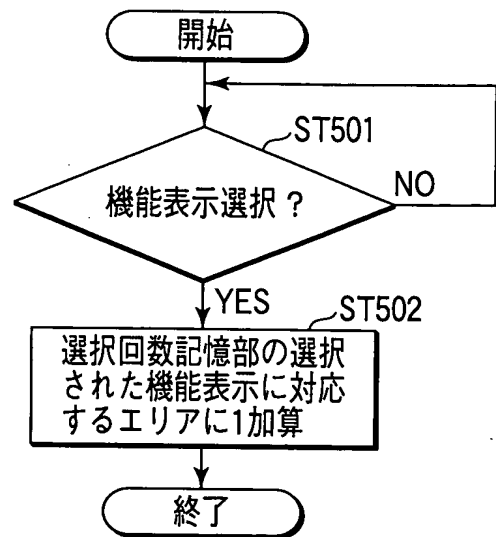 開始
ST501
機能表示選択？
NO
YES
ST502
選択回数記憶部の選択
された機能表示に対応
するエリアに1加算
終了